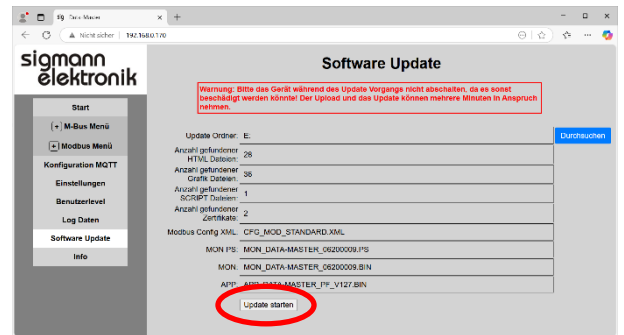 Data-Master
Nicht sicher
192.168.0.170
sigmann
elektronik
Software Update
Warnung: Bitte das Gerät während des Update Vorgangs nicht abschalten, da es sonst
beschädigt werden könnte! Der Upload und das Update können mehrere Minuten in Anspruch
nehmen.
Start
[+] M-Bus Menü
[+] Modbus Menü
Konfiguration MQTT
Einstellungen
Benutzerlevel
Log Daten
Software Update
Info
Update Ordner: E: Durchsuchen
Anzahl gefundener
HTML Dateien: 28
Anzahl gefundener
Grafik Dateien: 36
Anzahl gefundener
SCRIPT Dateien: 1
Anzahl gefundener
Zertifikate: 2
Modbus Config XML: CFG_MOD_STANDARD.XML
MON PS: MON_DATA-MASTER_06200009.PS
MON: MON_DATA-MASTER_06200009.BIN
APP: APP_DATA-MASTER_PF_V127.BIN
Update starten